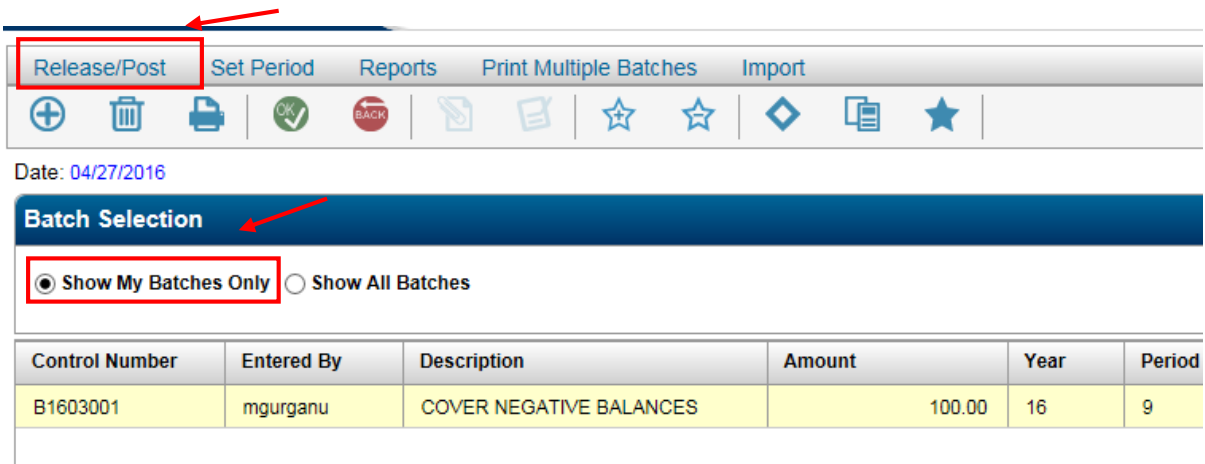 Release/Post Set Period Reports Print Multiple Batches Import
OK BACK
Date: 04/27/2016
Batch Selection
Show My Batches Only Show All Batches
Control Number Entered By Description Amount Year Period
B1603001 mgurganu COVER NEGATIVE BALANCES 100.00 16 9